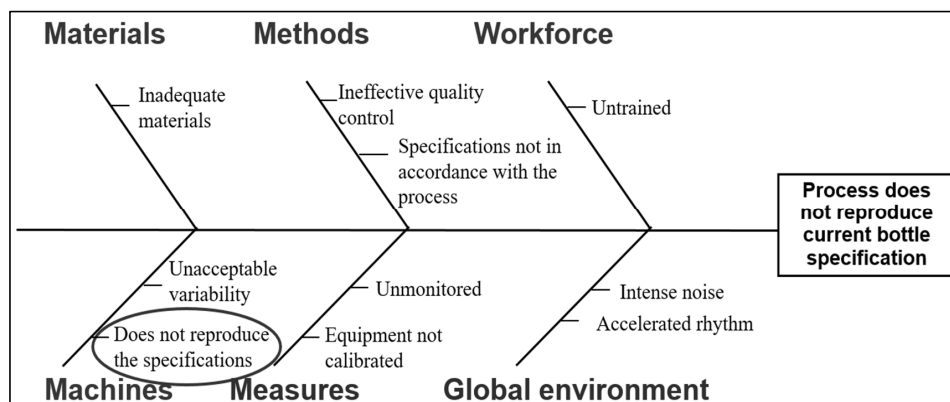 Materials
Methods
Workforce
Inadequate
materials
Ineffective quality
control
Specifications not in
accordance with the
process
Untrained
Process does
not reproduce
current bottle
specification
Unacceptable
variability
Does not reproduce
the specifications
Unmonitored
Equipment not
calibrated
Intense noise
Accelerated rhythm
Machines
Measures
Global environment